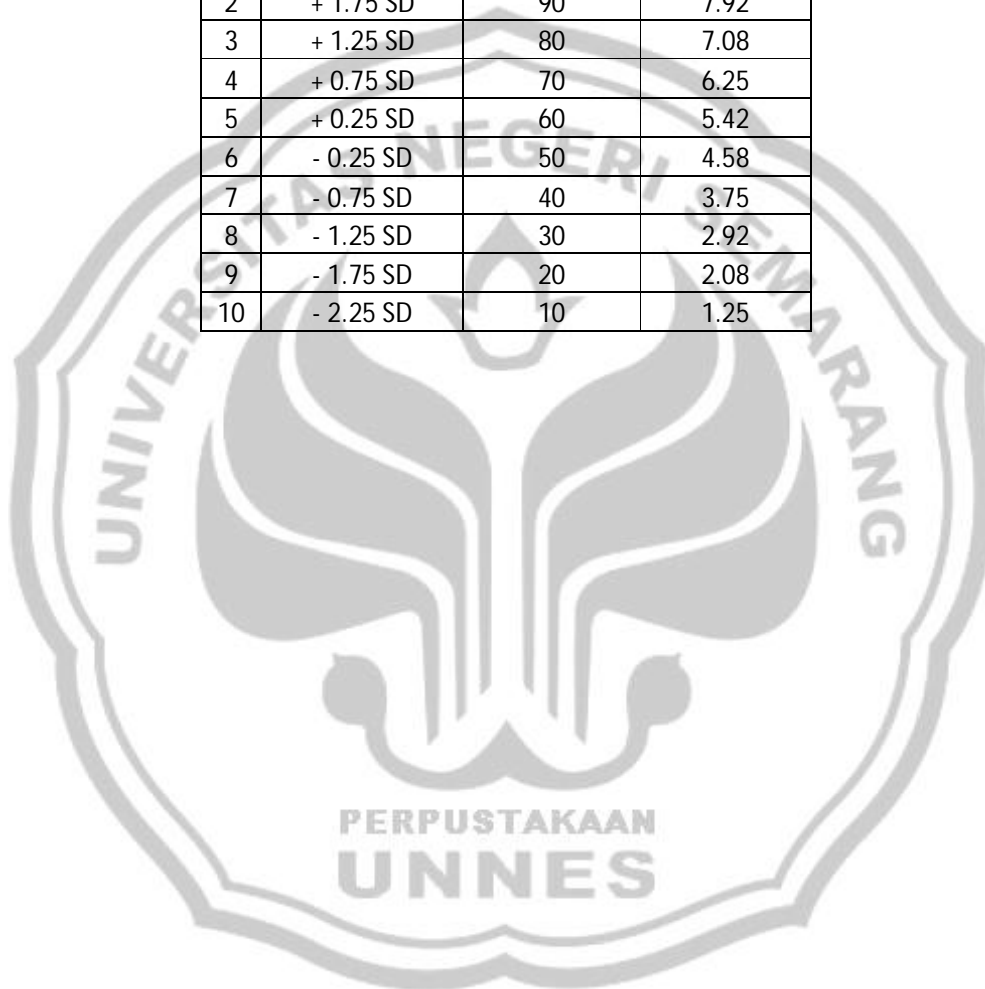 2 + 1.75 SD 90 7.92
3 + 1.25 SD 80 7.08
4 + 0.75 SD 70 6.25
5 + 0.25 SD 60 5.42
6 - 0.25 SD 50 4.58
7 - 0.75 SD 40 3.75
8 - 1.25 SD 30 2.92
9 - 1.75 SD 20 2.08
10 - 2.25 SD 10 1.25
UNIVERSITAS NEGERI SEMARANG
PERPUSTAKAAN
UNNES